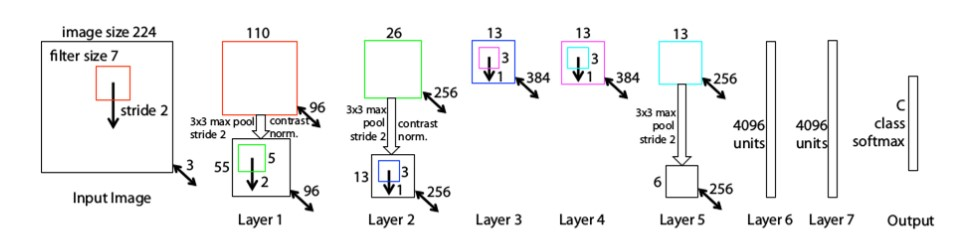 image size 224
filter size 7
stride 2
3
Input Image
110
96
3x3 max pool
stride 2
contrast
norm.
55
5
2
96
Layer 1
26
256
3x3 max
pool
stride 2
contrast
norm.
13
3
1
256
Layer 2
13
3
1
384
Layer 3
13
3
1
384
Layer 4
13
256
3x3 max
pool
stride 2
6
256
Layer 5
4096
units
Layer 6
4096
units
Layer 7
C
class
softmax
Output